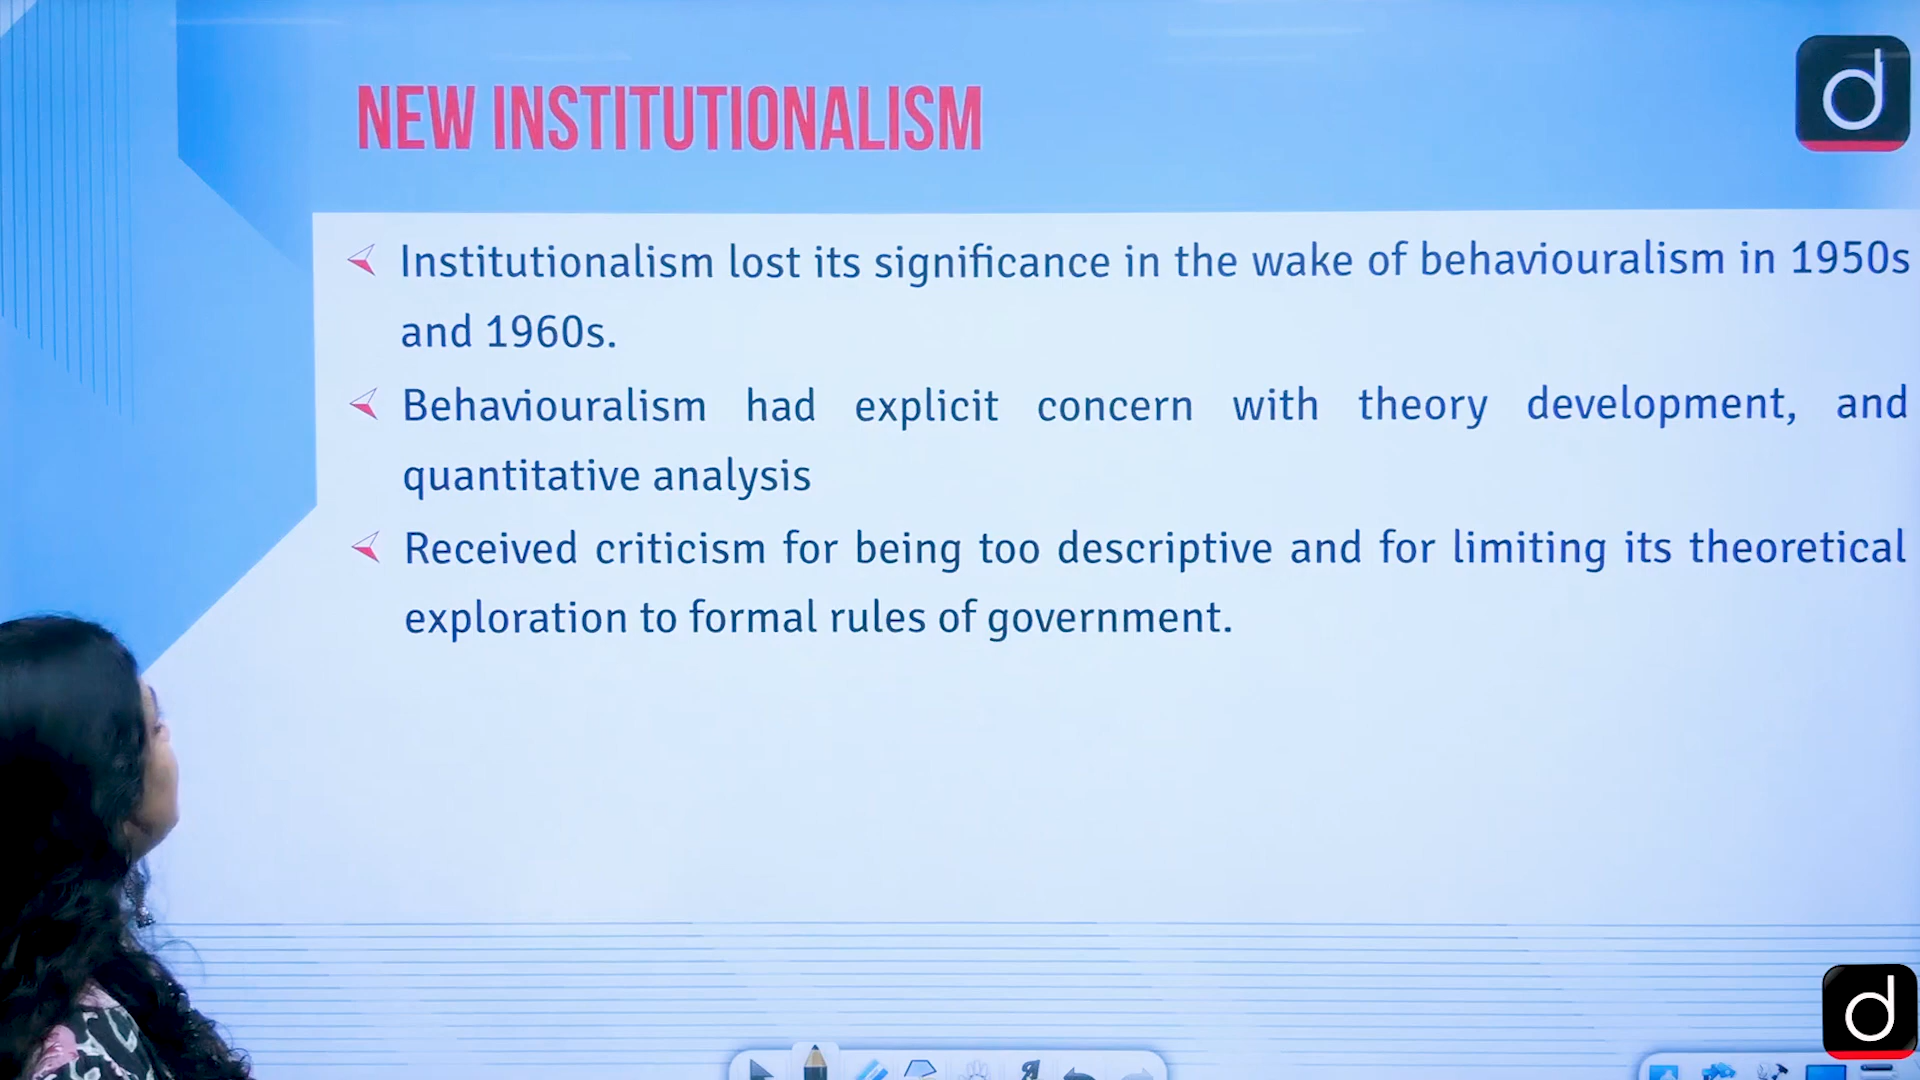 NEW INSTITUTIONALISM
d
Institutionalism lost its significance in the wake of behaviouralism in 1950s
and 1960s.
Behaviouralism had explicit concern with theory development, and
quantitative analysis
Received criticism for being too descriptive and for limiting its theoretical
exploration to formal rules of government.
d